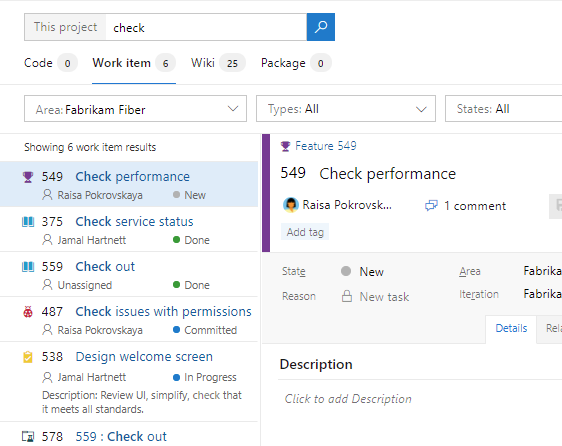 This project check
Code 0 Work item 6 Wiki 25 Package 0
Area: Fabrikam Fiber Types: All States: All
Showing 6 work item results
549 Check performance
Raisa Pokrovskaya New
375 Check service status
Jamal Hartnett Done
559 Check out
Unassigned Done
487 Check issues with permissions
Raisa Pokrovskaya Committed
538 Design welcome screen
Jamal Hartnett In Progress
Description: Review UI, simplify, check that
it meets all standards.
578 559 : Check out
Feature 549
549 Check performance
Raisa Pokrovsk... 1 comment
Add tag
State New Area Fabrika
Reason New task Iteration Fabrika
Details Rela
Description
Click to add Description